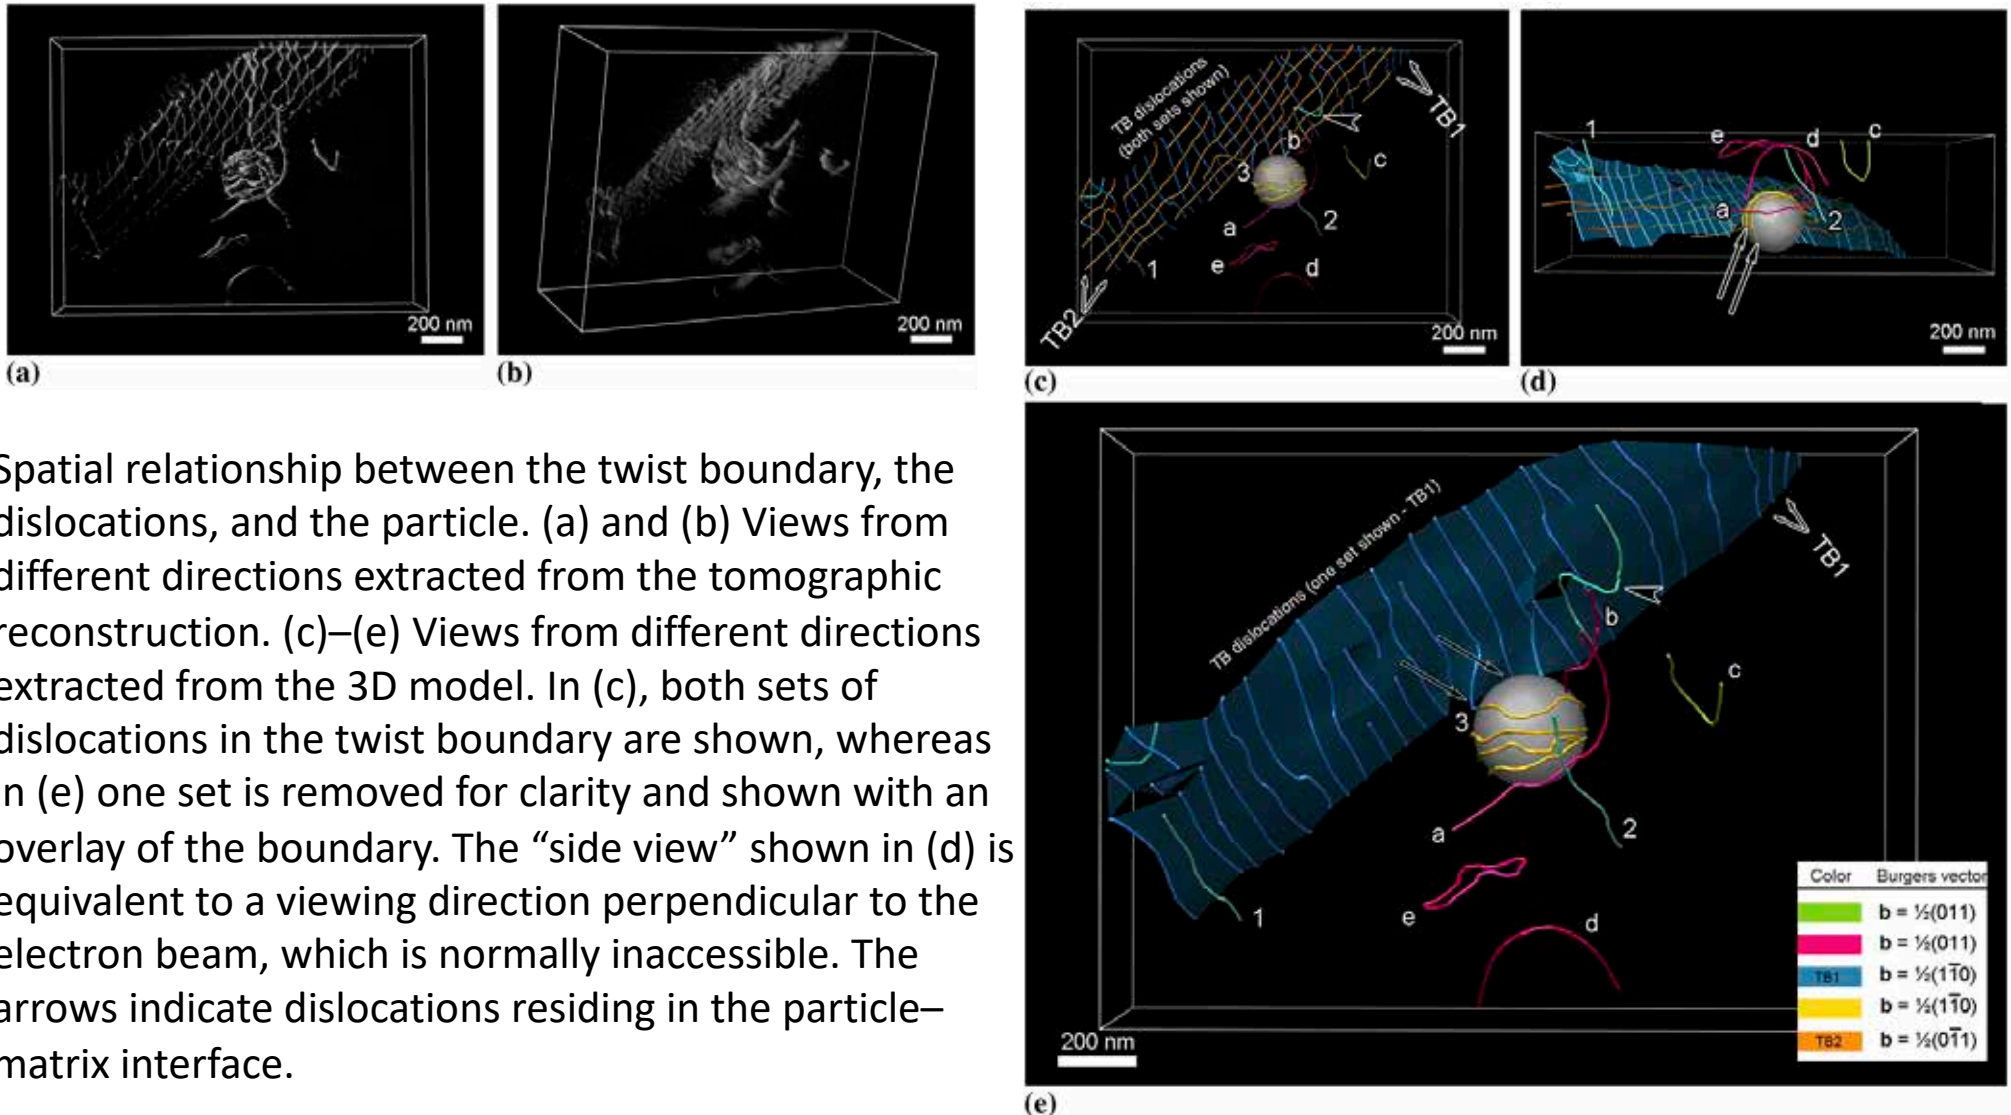 200 nm
200 nm
(a)
(b)
TB dislocations
(both sets shown)
TB1
b
c
3
a
2
e
1
d
TB2
200 nm
1
e
d
c
a
2
200 nm
(c)
(d)
Spatial relationship between the twist boundary, the
dislocations, and the particle. (a) and (b) Views from
different directions extracted from the tomographic
reconstruction. (c)–(e) Views from different directions
extracted from the 3D model. In (c), both sets of
dislocations in the twist boundary are shown, whereas
in (e) one set is removed for clarity and shown with an
overlay of the boundary. The “side view” shown in (d) is
equivalent to a viewing direction perpendicular to the
electron beam, which is normally inaccessible. The
arrows indicate dislocations residing in the particle–
matrix interface.
TB dislocations (one set shown - TB1)
TB1
b
c
3
a
2
e
1
d
Color Burgers vector
b = ½(011)
b = ½(011)
TB1 b = ½(11̅0)
b = ½(11̅0)
TB2 b = ½(01̅1)
200 nm
(e)